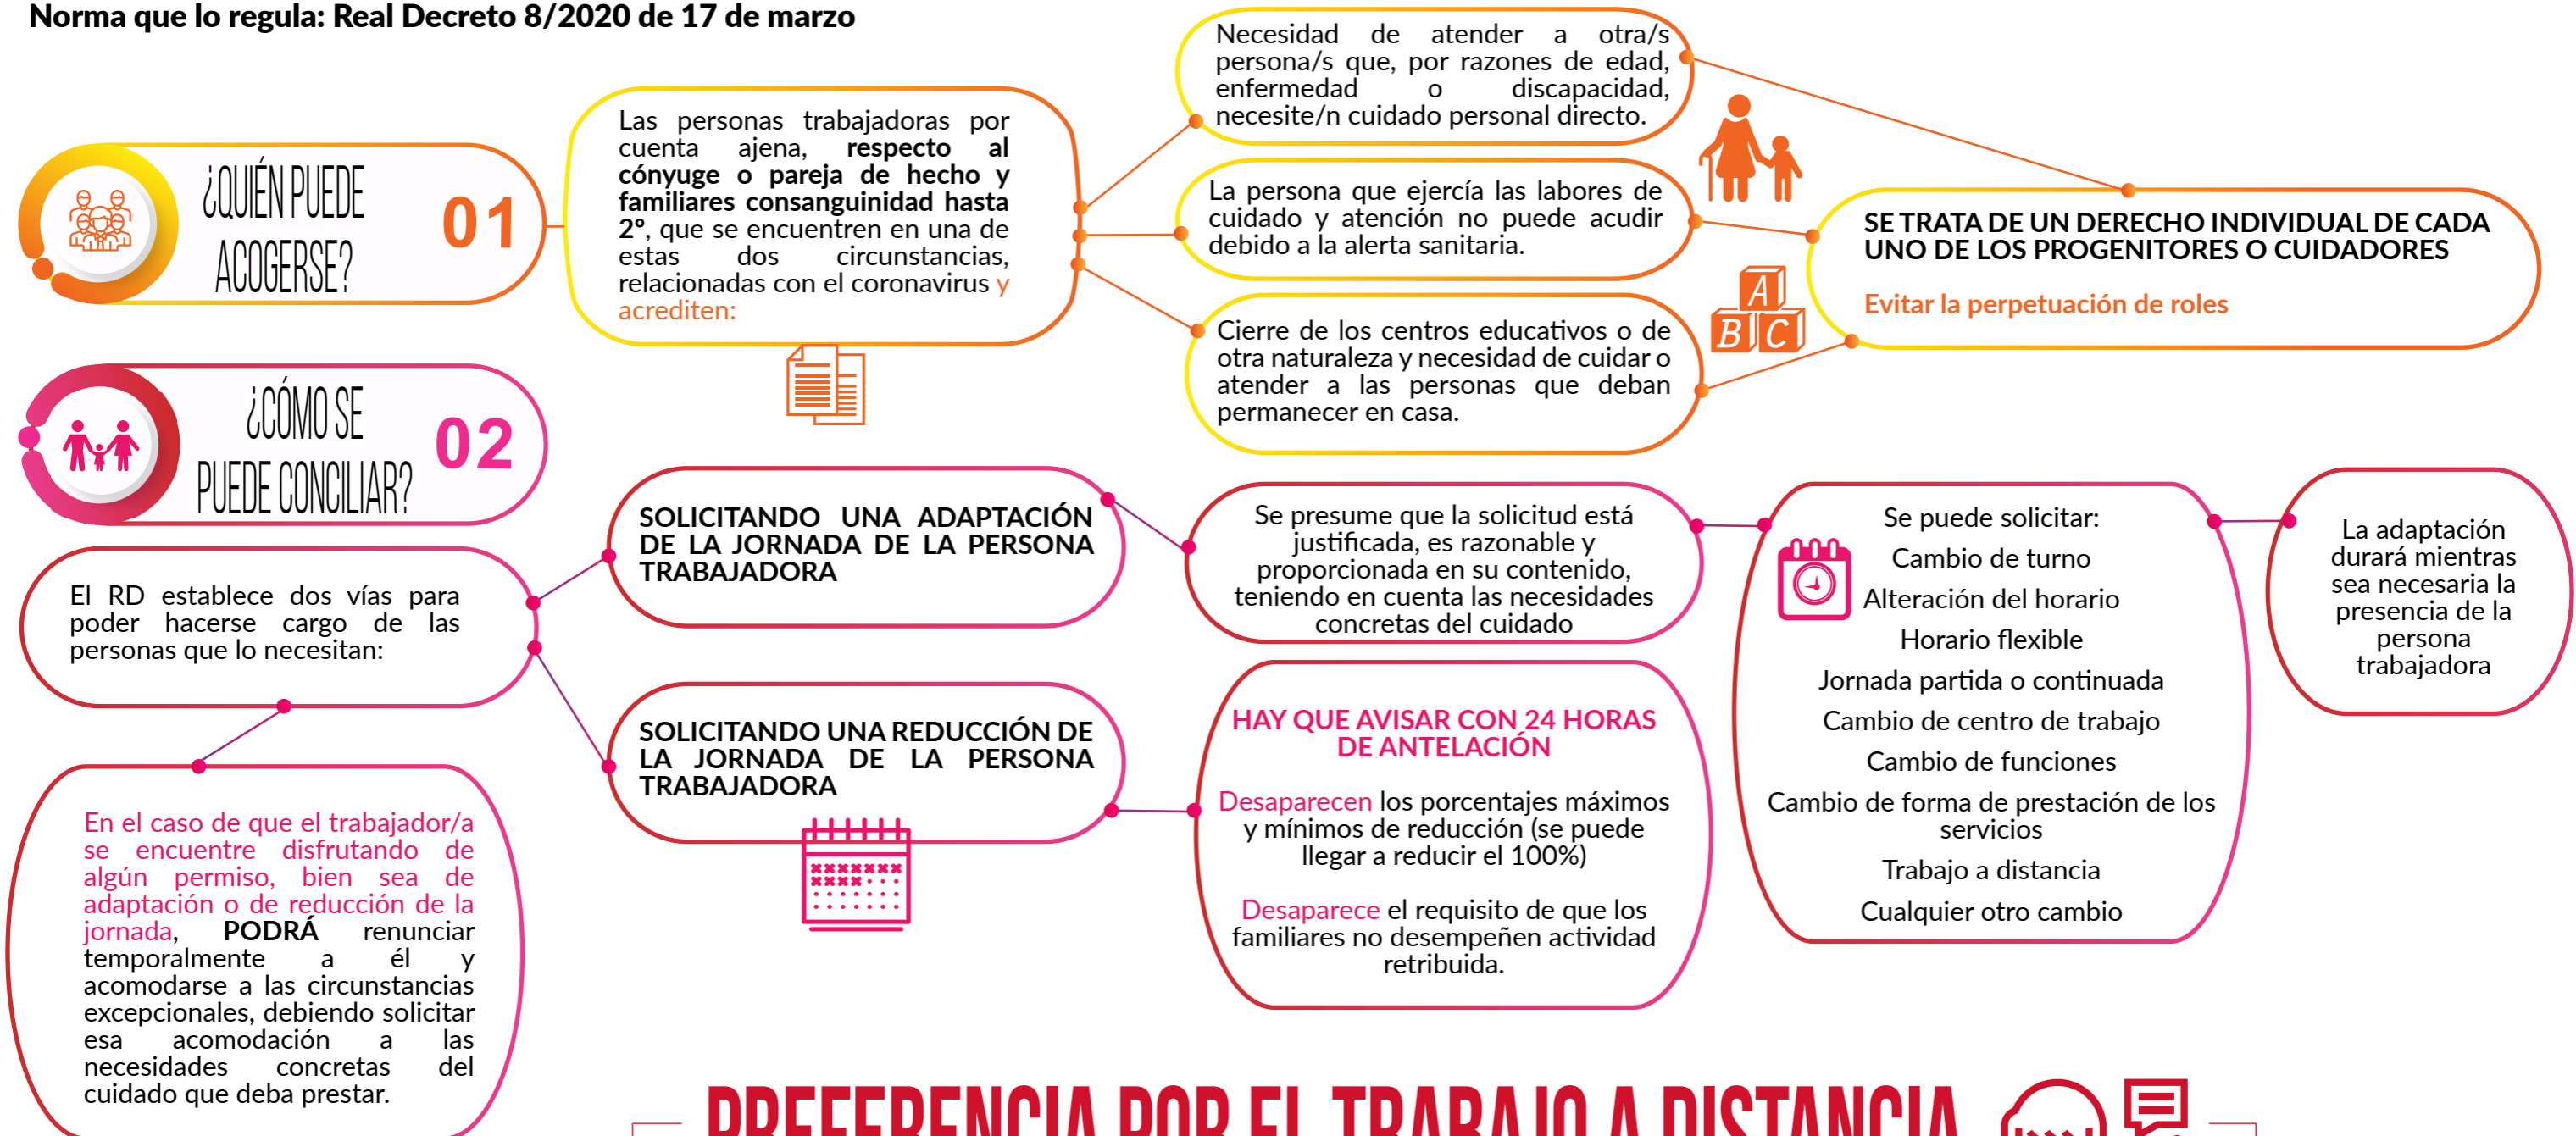 Norma que lo regula: Real Decreto 8/2020 de 17 de marzo
¿QUIÉN PUEDE
ACOGERSE?
01
Las personas trabajadoras por
cuenta ajena, respecto al
cónyuge o pareja de hecho y
familiares consanguinidad hasta
2º, que se encuentren en una de
estas dos circunstancias,
relacionadas con el coronavirus y
acrediten:
Necesidad de atender a otra/s
persona/s que, por razones de edad,
enfermedad o discapacidad,
necesite/n cuidado personal directo.
La persona que ejercía las labores de
cuidado y atención no puede acudir
debido a la alerta sanitaria.
Cierre de los centros educativos o de
otra naturaleza y necesidad de cuidar o
atender a las personas que deban
permanecer en casa.
A
B C
SE TRATA DE UN DERECHO INDIVIDUAL DE CADA
UNO DE LOS PROGENITORES O CUIDADORES
Evitar la perpetuación de roles
¿CÓMO SE
PUEDE CONCILIAR?
02
El RD establece dos vías para
poder hacerse cargo de las
personas que lo necesitan:
En el caso de que el trabajador/a
se encuentre disfrutando de
algún permiso, bien sea de
adaptación o de reducción de la
jornada, PODRÁ renunciar
temporalmente a él y
acomodarse a las circunstancias
excepcionales, debiendo solicitar
esa acomodación a las
necesidades concretas del
cuidado que deba prestar.
SOLICITANDO UNA ADAPTACIÓN
DE LA JORNADA DE LA PERSONA
TRABAJADORA
Se presume que la solicitud está
justificada, es razonable y
proporcionada en su contenido,
teniendo en cuenta las necesidades
concretas del cuidado
Se puede solicitar:
Cambio de turno
Alteración del horario
Horario flexible
Jornada partida o continuada
Cambio de centro de trabajo
Cambio de funciones
Cambio de forma de prestación de los
servicios
Trabajo a distancia
Cualquier otro cambio
La adaptación
durará mientras
sea necesaria la
presencia de la
persona
trabajadora
SOLICITANDO UNA REDUCCIÓN DE
LA JORNADA DE LA PERSONA
TRABAJADORA
HAY QUE AVISAR CON 24 HORAS
DE ANTELACIÓN
Desaparecen los porcentajes máximos
y mínimos de reducción (se puede
llegar a reducir el 100%)
Desaparece el requisito de que los
familiares no desempeñen actividad
retribuida.
PREFERENCIA POR EL TRABAJO A DISTANCIA